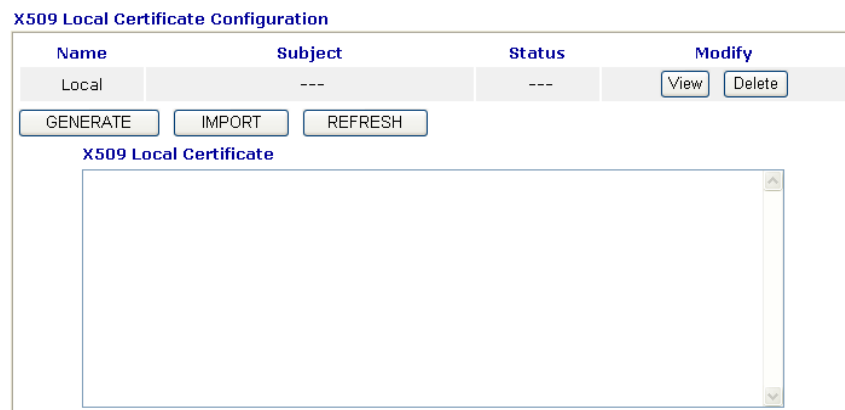 X509 Local Certificate Configuration
Name Subject Status Modify
Local --- --- View Delete
GENERATE IMPORT REFRESH
X509 Local Certificate